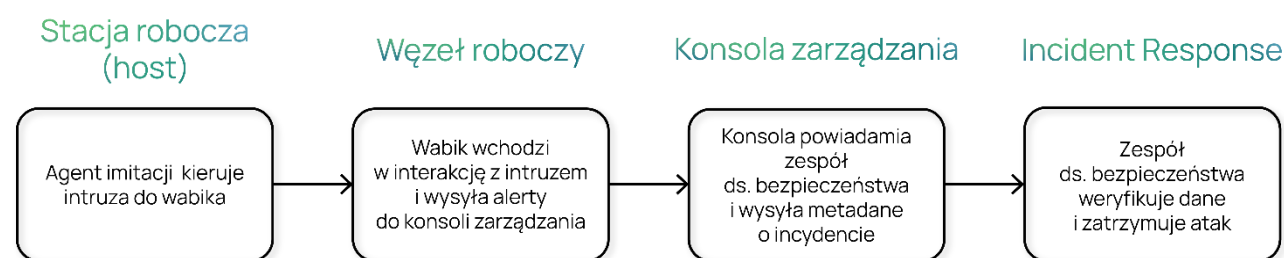 Stacja robocza
(host)
Węzeł roboczy
Konsola zarządzania
Incident Response
Agent imitacji kieruje
intruza do wabika
Wabik wchodzi
w interakcję z intruzem
i wysyła alerty
do konsoli zarządzania
Konsola powiadamia
zespół
ds. bezpieczeństwa
i wysyła metadane
o incydencie
Zespół
ds. bezpieczeństwa
weryfikuje dane
i zatrzymuje atak